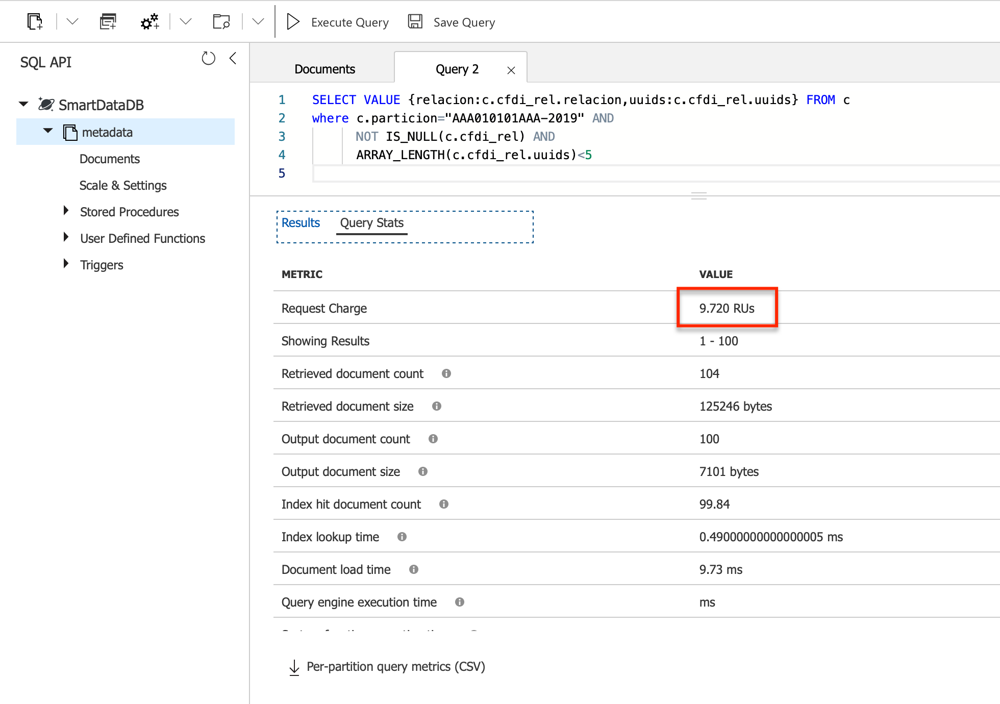 Execute Query
Save Query
SQL API
SmartDataDB
metadata
Documents
Scale & Settings
Stored Procedures
User Defined Functions
Triggers
Documents
Query 2
1 SELECT VALUE {relacion:c.cfdi_rel.relacion,uuids:c.cfdi_rel.uuids} FROM c
2 where c.particion="AAA010101AAA-2019" AND
3 NOT IS_NULL(c.cfdi_rel) AND
4 ARRAY_LENGTH(c.cfdi_rel.uuids)<5
5
Results Query Stats
METRIC VALUE
Request Charge 9.720 RUs
Showing Results 1 - 100
Retrieved document count 104
Retrieved document size 125246 bytes
Output document count 100
Output document size 7101 bytes
Index hit document count 99.84
Index lookup time 0.49000000000000005 ms
Document load time 9.73 ms
Query engine execution time ms
Per-partition query metrics (CSV)